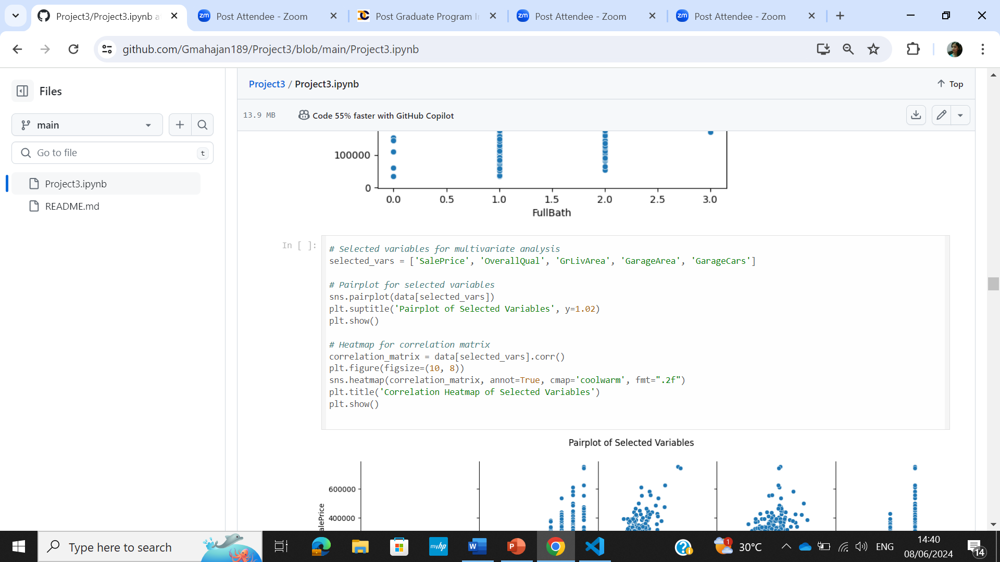 Project3/Project3.ipynb a
Post Attendee - Zoom
Post Graduate Program I
Post Attendee - Zoom
Post Attendee - Zoom
github.com/Gmahajan189/Project3/blob/main/Project3.ipynb
Files
main
Go to file
t
Project3.ipynb
README.md
Project3 / Project3.ipynb
Top
13.9 MB
Code 55% faster with GitHub Copilot
100000
0
0.0 0.5 1.0 1.5 2.0 2.5 3.0
FullBath
In [ ]:
# Selected variables for multivariate analysis
selected_vars = ['SalePrice', 'OverallQual', 'GrLivArea', 'GarageArea', 'GarageCars']
# Pairplot for selected variables
sns.pairplot(data[selected_vars])
plt.suptitle('Pairplot of Selected Variables', y=1.02)
plt.show()
# Heatmap for correlation matrix
correlation_matrix = data[selected_vars].corr()
plt.figure(figsize=(10, 8))
sns.heatmap(correlation_matrix, annot=True, cmap='coolwarm', fmt=".2f")
plt.title('Correlation Heatmap of Selected Variables')
plt.show()
Pairplot of Selected Variables
600000
400000
alePrice
Type here to search
myhp
W
P
1
30°C
ENG
14:40
08/06/2024
14